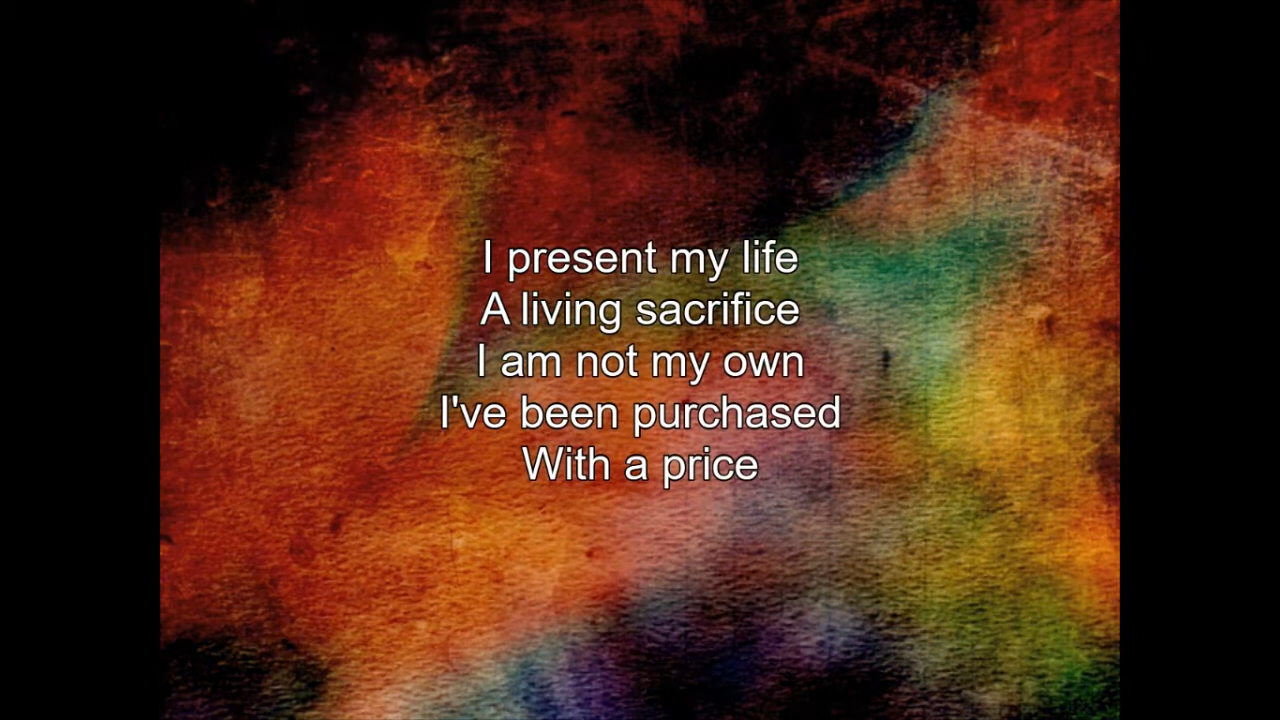 I present my life
A living sacrifice
I am not my own
I've been purchased
With a price